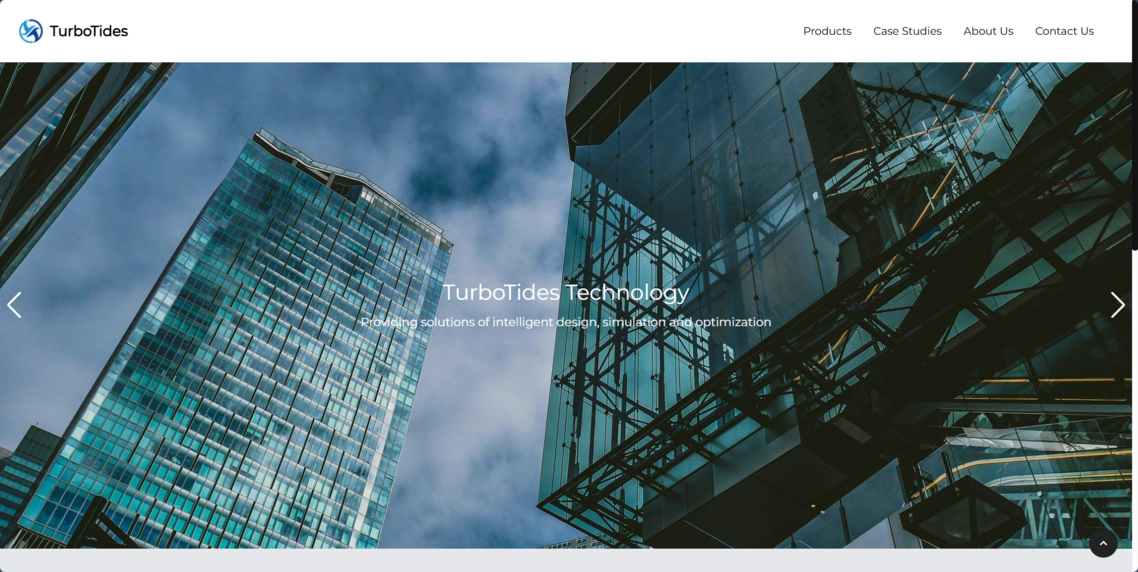 TurboTides
Products
Case Studies
About Us
Contact Us
TurboTides Technology
Providing solutions of intelligent design, simulation and optimization